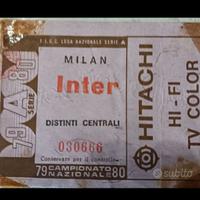 F.I.G.C. LEGA NAZIONALE SERIE A
79 A 80
SERIE
MILAN
Inter
DISTINTI CENTRALI
030666
Conservare per il controllo
79 CAMPIONATO 80
NAZIONALE
HITACHI
HI-FI
TV COLOR
subito